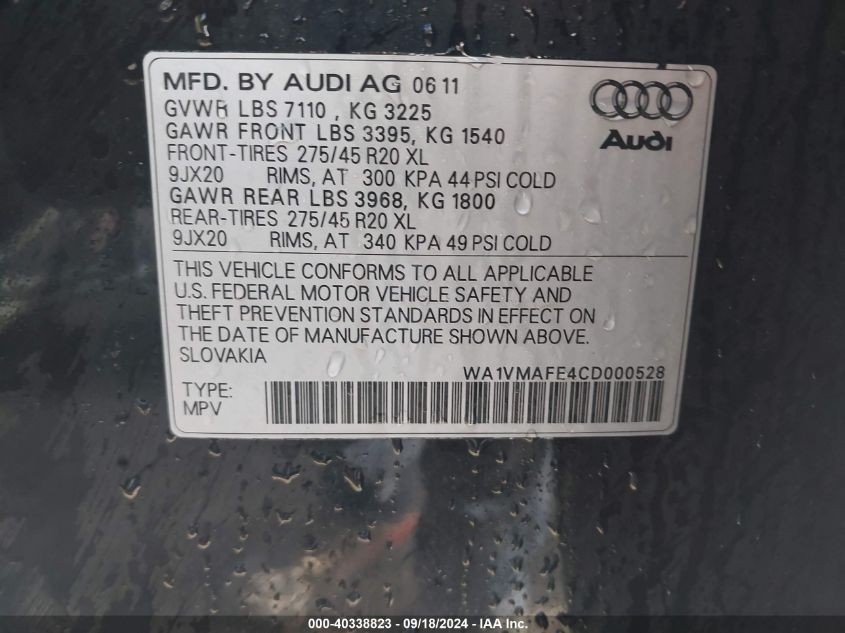 MFD. BY AUDI AG 06 11
GVWR LBS 7110 , KG 3225
GAWR FRONT LBS 3395, KG 1540
FRONT-TIRES 275/45 R20 XL
9JX20 RIMS, AT 300 KPA 44 PSI COLD
GAWR REAR LBS 3968, KG 1800
REAR-TIRES 275/45 R20 XL
9JX20 RIMS, AT 340 KPA 49 PSI COLD
Audi
THIS VEHICLE CONFORMS TO ALL APPLICABLE
U.S. FEDERAL MOTOR VEHICLE SAFETY AND
THEFT PREVENTION STANDARDS IN EFFECT ON
THE DATE OF MANUFACTURE SHOWN ABOVE.
SLOVAKIA
WA1VMAFE4CD000528
TYPE:
MPV
000-40338823 - 09/18/2024 - IAA Inc.